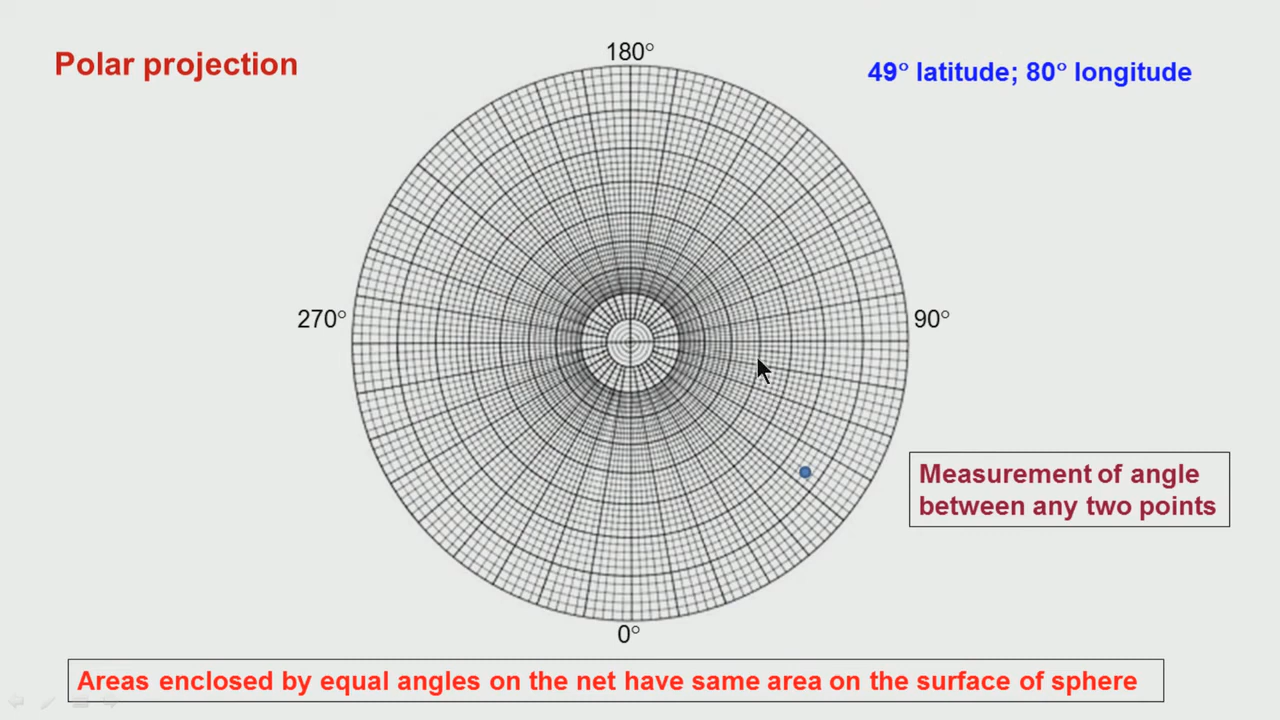 Polar projection
180°
49° latitude; 80° longitude
270°
90°
Measurement of angle
between any two points
0°
Areas enclosed by equal angles on the net have same area on the surface of sphere